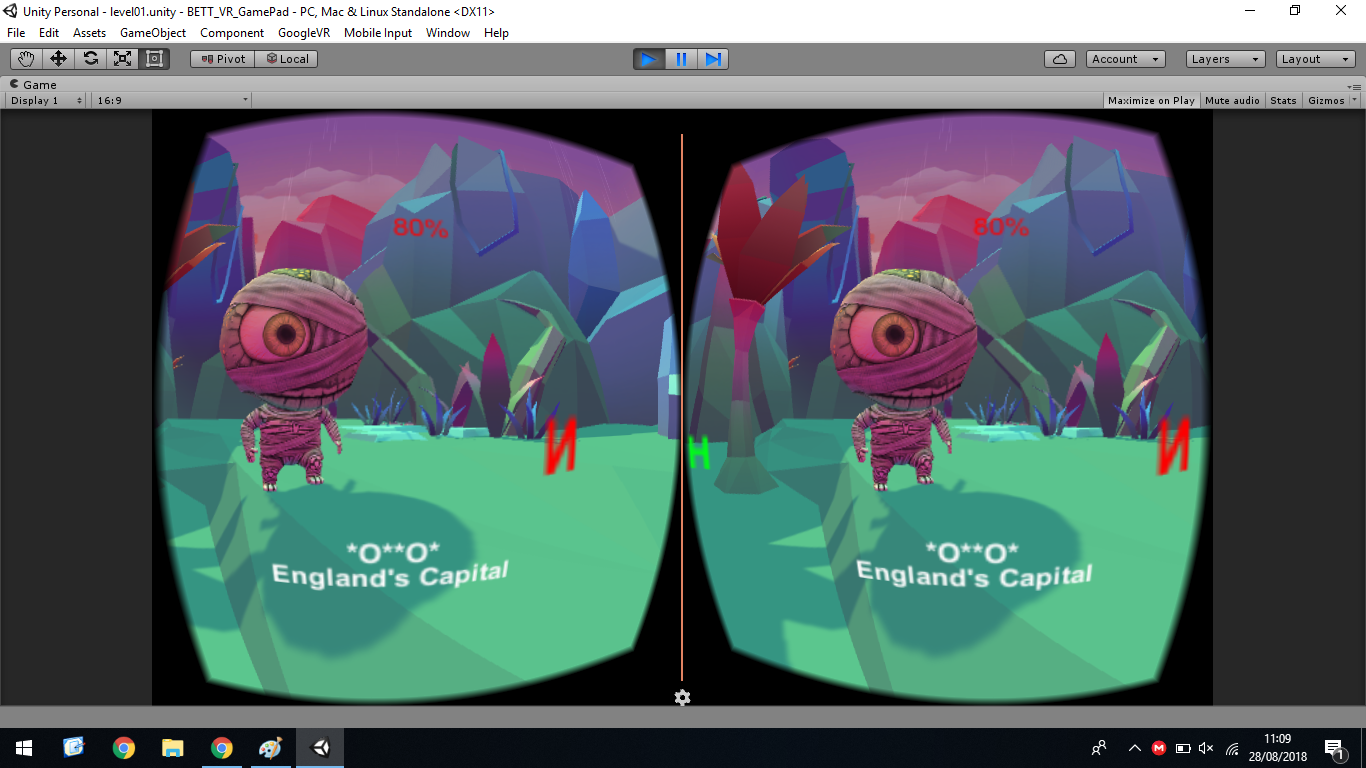 Unity Personal - level01.unity - BETT_VR_GamePad - PC, Mac & Linux Standalone <DX11>
File Edit Assets GameObject Component GoogleVR Mobile Input Window Help
Pivot Local Account Layers Layout
Game
Display 1 16:9 Maximize on Play Mute audio Stats Gizmos
80% 80%
N H N
*O**O* *O**O*
England's Capital England's Capital
11:09
28/08/2018
1